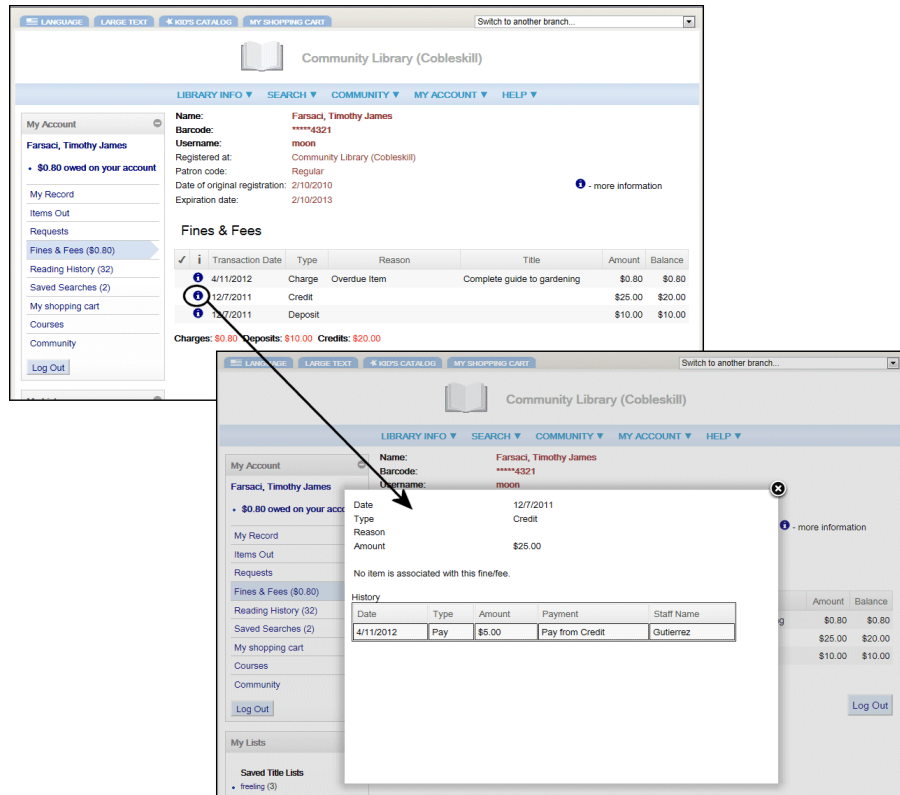 LANGUAGE LARGE TEXT KID'S CATALOG MY SHOPPING CART Switch to another branch...
Community Library (Cobleskill)
LIBRARY INFO ▼ SEARCH ▼ COMMUNITY ▼ MY ACCOUNT ▼ HELP ▼
My Account
Farsaci, Timothy James
• $0.80 owed on your account
My Record
Items Out
Requests
Fines & Fees ($0.80)
Reading History (32)
Saved Searches (2)
My shopping cart
Courses
Community
Log Out
Name: Farsaci, Timothy James
Barcode: *****4321
Username: moon
Registered at: Community Library (Cobleskill)
Patron code: Regular
Date of original registration: 2/10/2010
Expiration date: 2/10/2013
i - more information
Fines & Fees
✓ i Transaction Date Type Reason Title Amount Balance
i 4/11/2012 Charge Overdue Item Complete guide to gardening $0.80 $0.80
i 12/7/2011 Credit $25.00 $20.00
i 12/7/2011 Deposit $10.00 $10.00
Charges: $0.80 Deposits: $10.00 Credits: $20.00
LANGUAGE LARGE TEXT KID'S CATALOG MY SHOPPING CART Switch to another branch...
Community Library (Cobleskill)
LIBRARY INFO ▼ SEARCH ▼ COMMUNITY ▼ MY ACCOUNT ▼ HELP ▼
My Account
Farsaci, Timothy James
• $0.80 owed on your acco
My Record
Items Out
Requests
Fines & Fees ($0.80)
Reading History (32)
Saved Searches (2)
My shopping cart
Courses
Community
Log Out
My Lists
Saved Title Lists
• freeling (3)
Name: Farsaci, Timothy James
Barcode: *****4321
Username: moon
i - more information
Date 12/7/2011
Type Credit
Reason
Amount $25.00
No item is associated with this fine/fee.
History
Date Type Amount Payment Staff Name
4/11/2012 Pay $5.00 Pay from Credit Gutierrez
Amount Balance
g $0.80 $0.80
$25.00 $20.00
$10.00 $10.00
Log Out